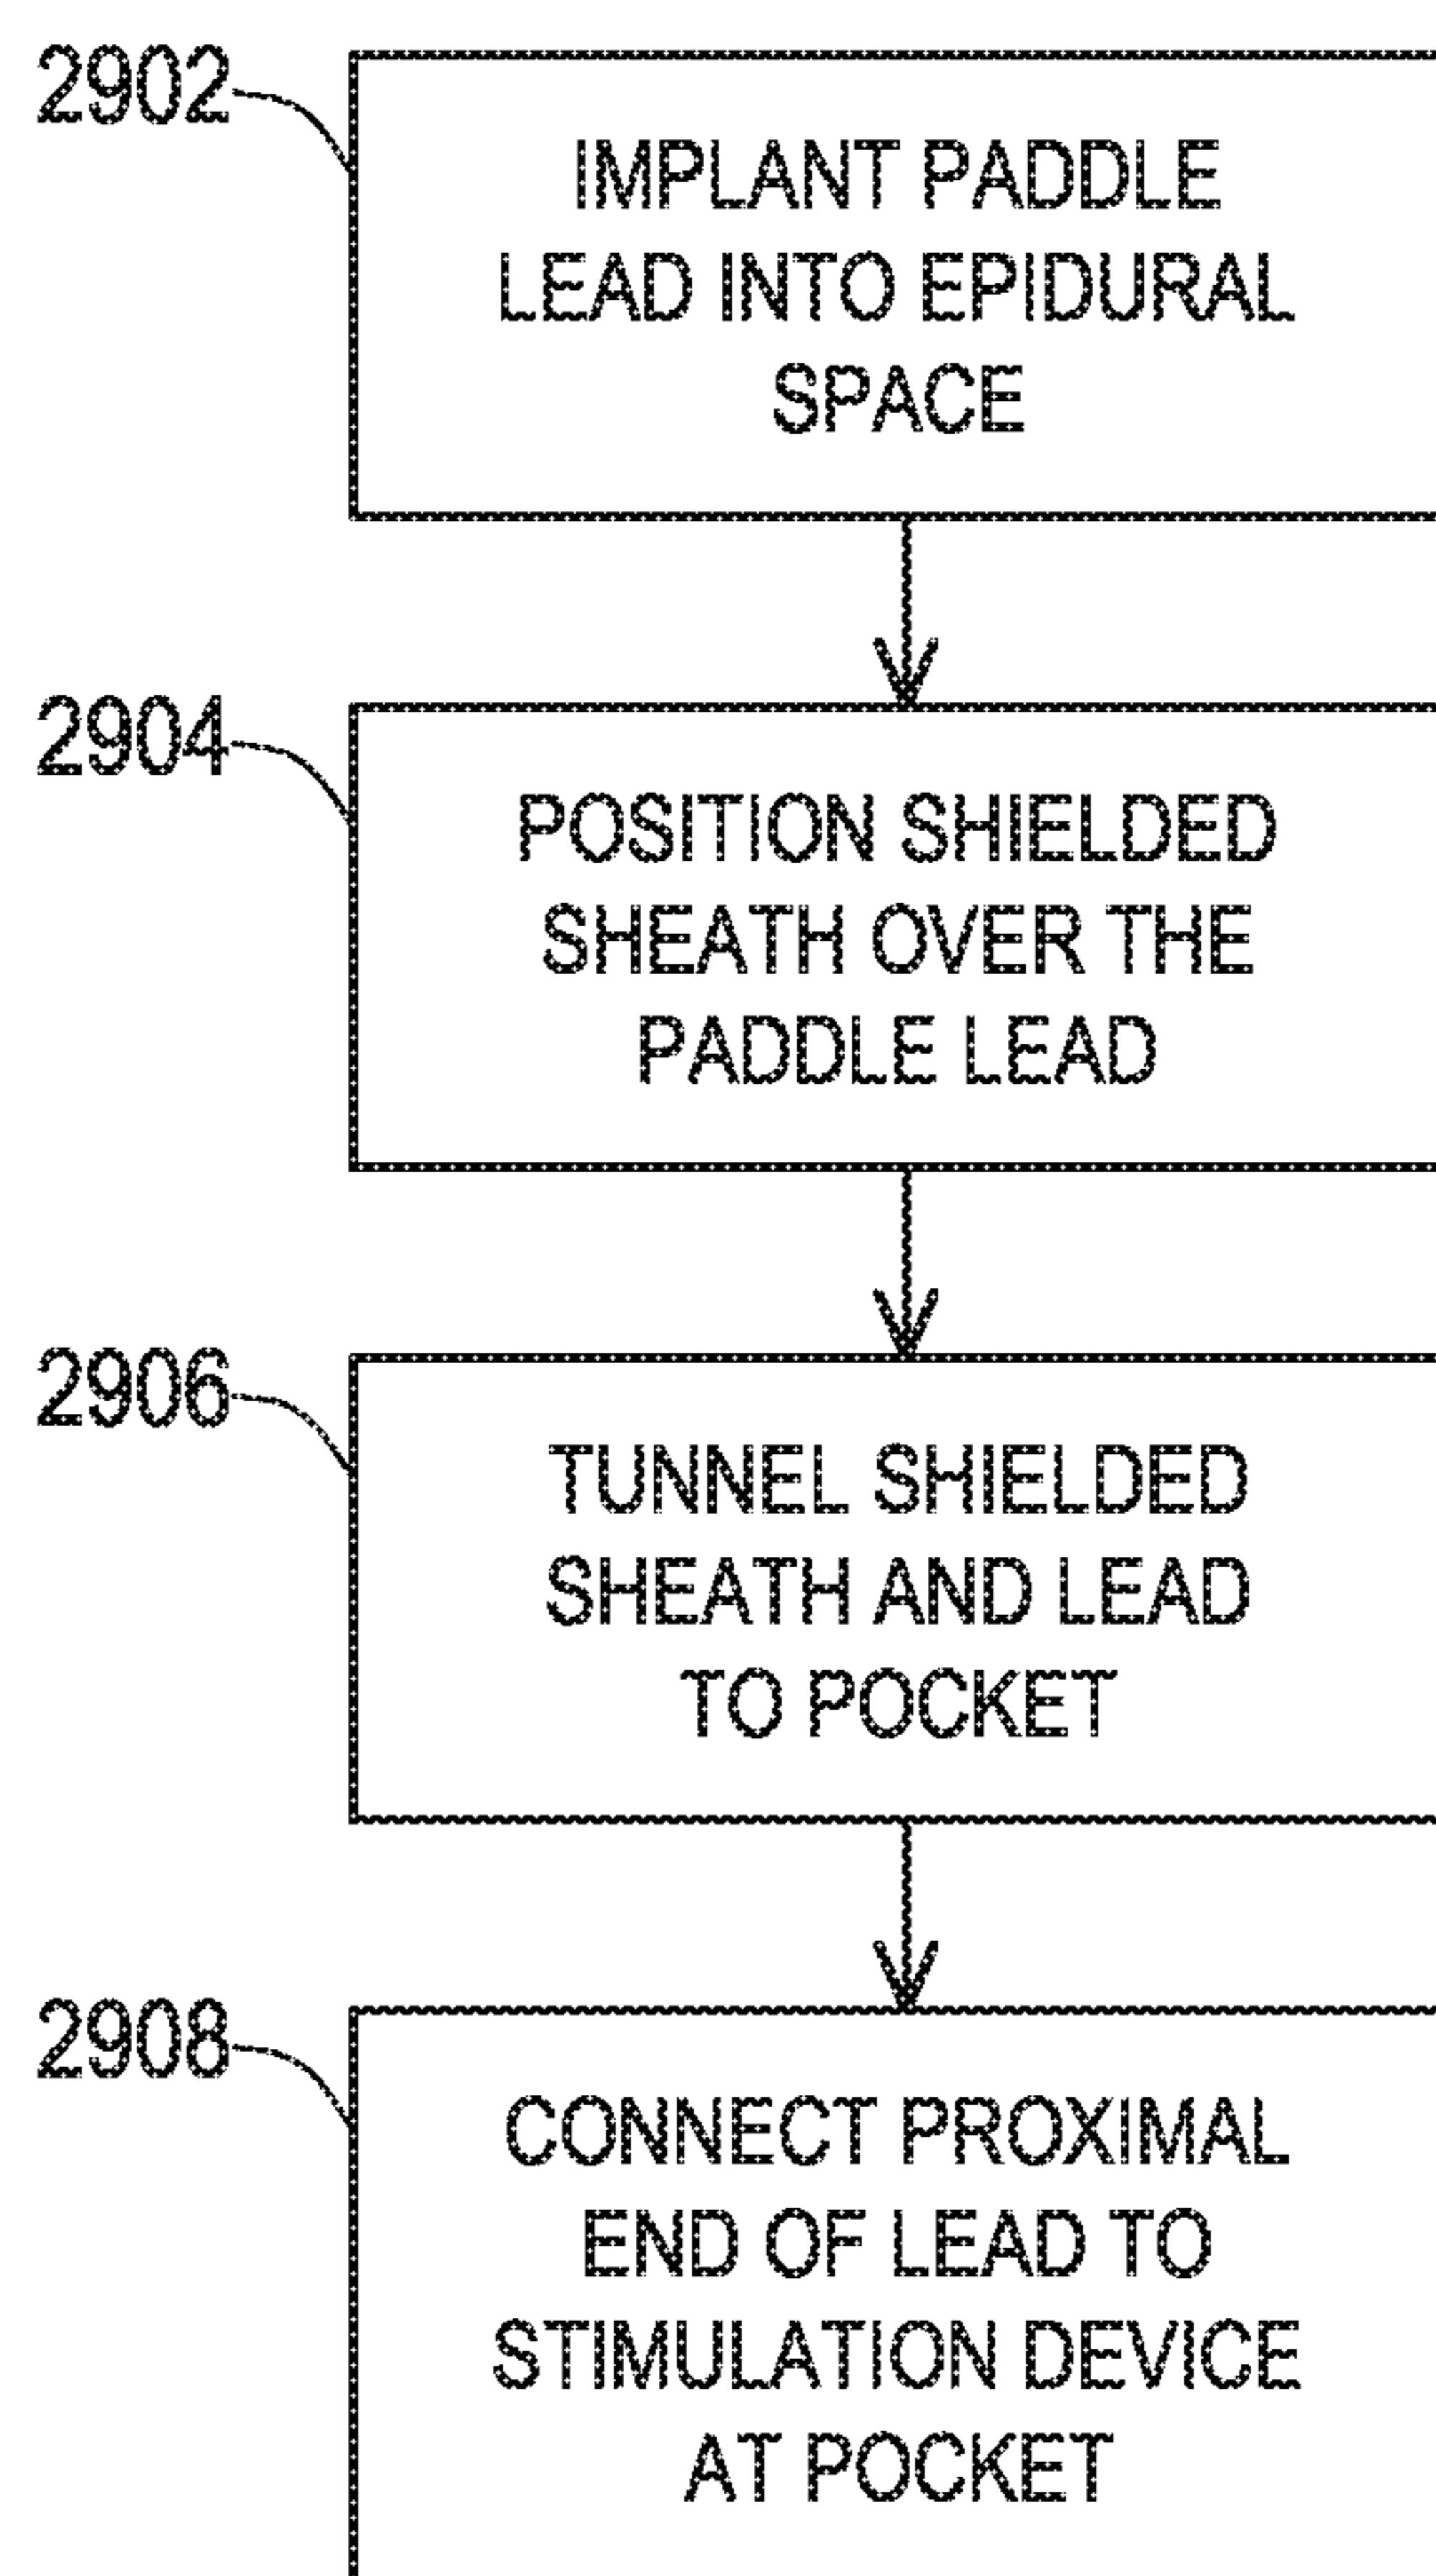 2902
IMPLANT PADDLE
LEAD INTO EPIDURAL
SPACE
2904
POSITION SHIELDED
SHEATH OVER THE
PADDLE LEAD
2906
TUNNEL SHIELDED
SHEATH AND LEAD
TO POCKET
2908
CONNECT PROXIMAL
END OF LEAD TO
STIMULATION DEVICE
AT POCKET